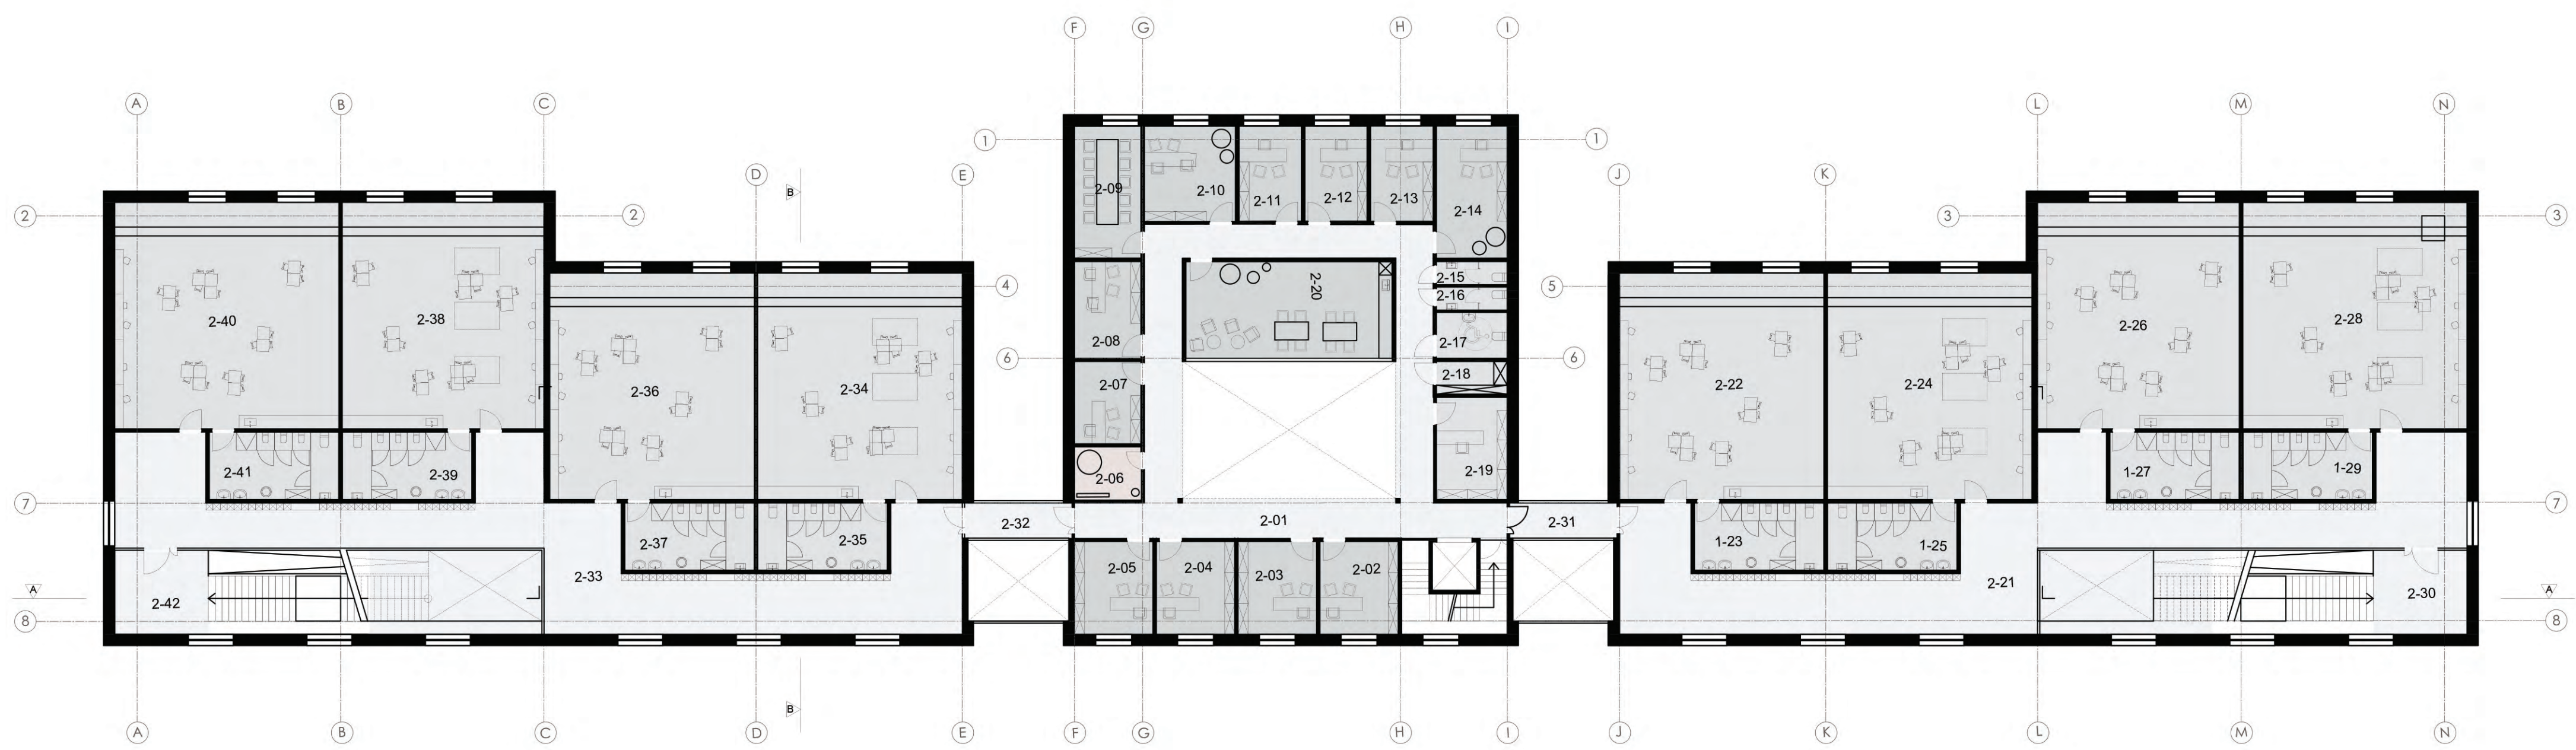 F G H I
A B C L M N
1 1
D E J K
B
2 2 3 3
2-09 2-10 2-11 2-12 2-13 2-14
4 5
2-15
2-16
2-20
2-40 2-38 2-26 2-28
2-08 2-17
6 6
2-18
2-36 2-34 2-07 2-22 2-24
2-41 2-39 2-06 2-19 1-27 1-29
7 7
2-32 2-01 2-31
2-37 2-35 1-23 1-25
2-33 2-05 2-04 2-03 2-02 2-21
A A
2-42 2-30
8 8
B
A B C D E F G H I J K L M N